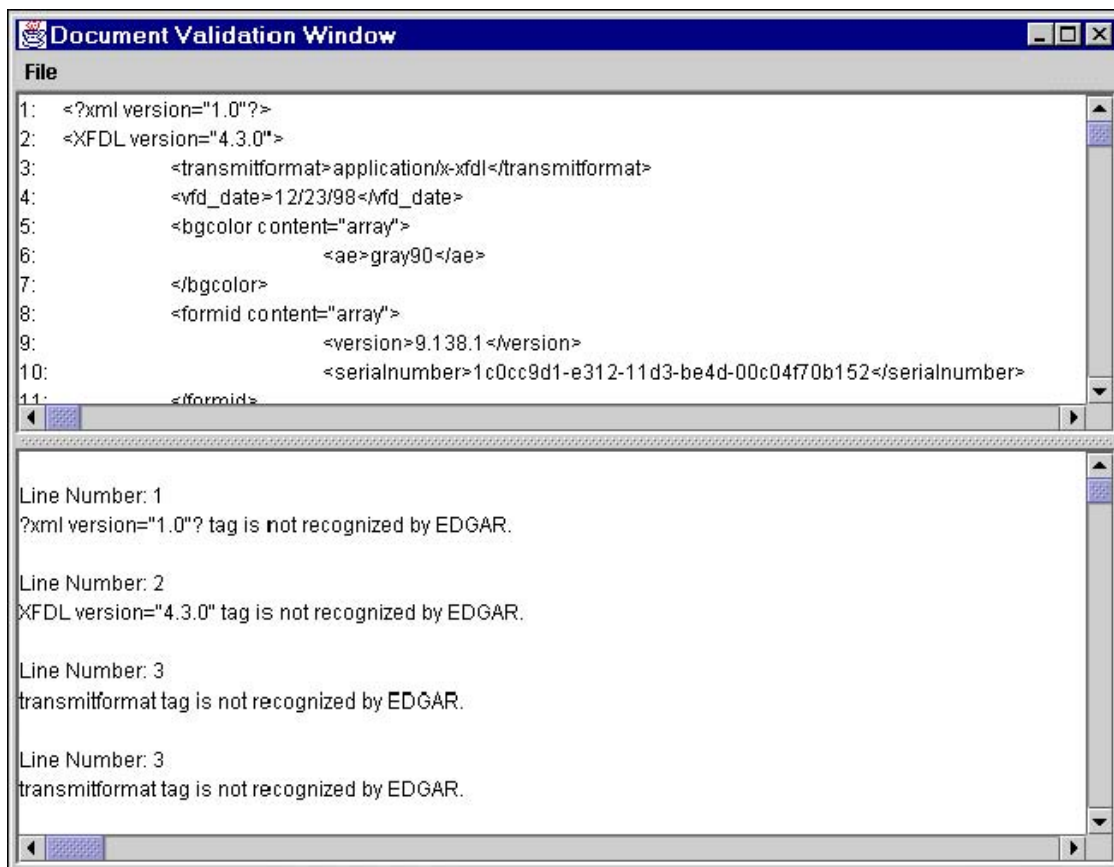 Document Validation Window
File
1: <?xml version="1.0"?>
2: <XFDL version="4.3.0">
3: <transmitformat>application/x-xfdl</transmitformat>
4: <vfd_date>12/23/98</vfd_date>
5: <bgcolor content="array">
6: <ae>gray90</ae>
7: </bgcolor>
8: <formid content="array">
9: <version>9.138.1</version>
10: <serialnumber>1c0cc9d1-e312-11d3-be4d-00c04f70b152</serialnumber>
11: </formid>
Line Number: 1
?xml version="1.0"? tag is not recognized by EDGAR.
Line Number: 2
XFDL version="4.3.0" tag is not recognized by EDGAR.
Line Number: 3
transmitformat tag is not recognized by EDGAR.
Line Number: 3
transmitformat tag is not recognized by EDGAR.